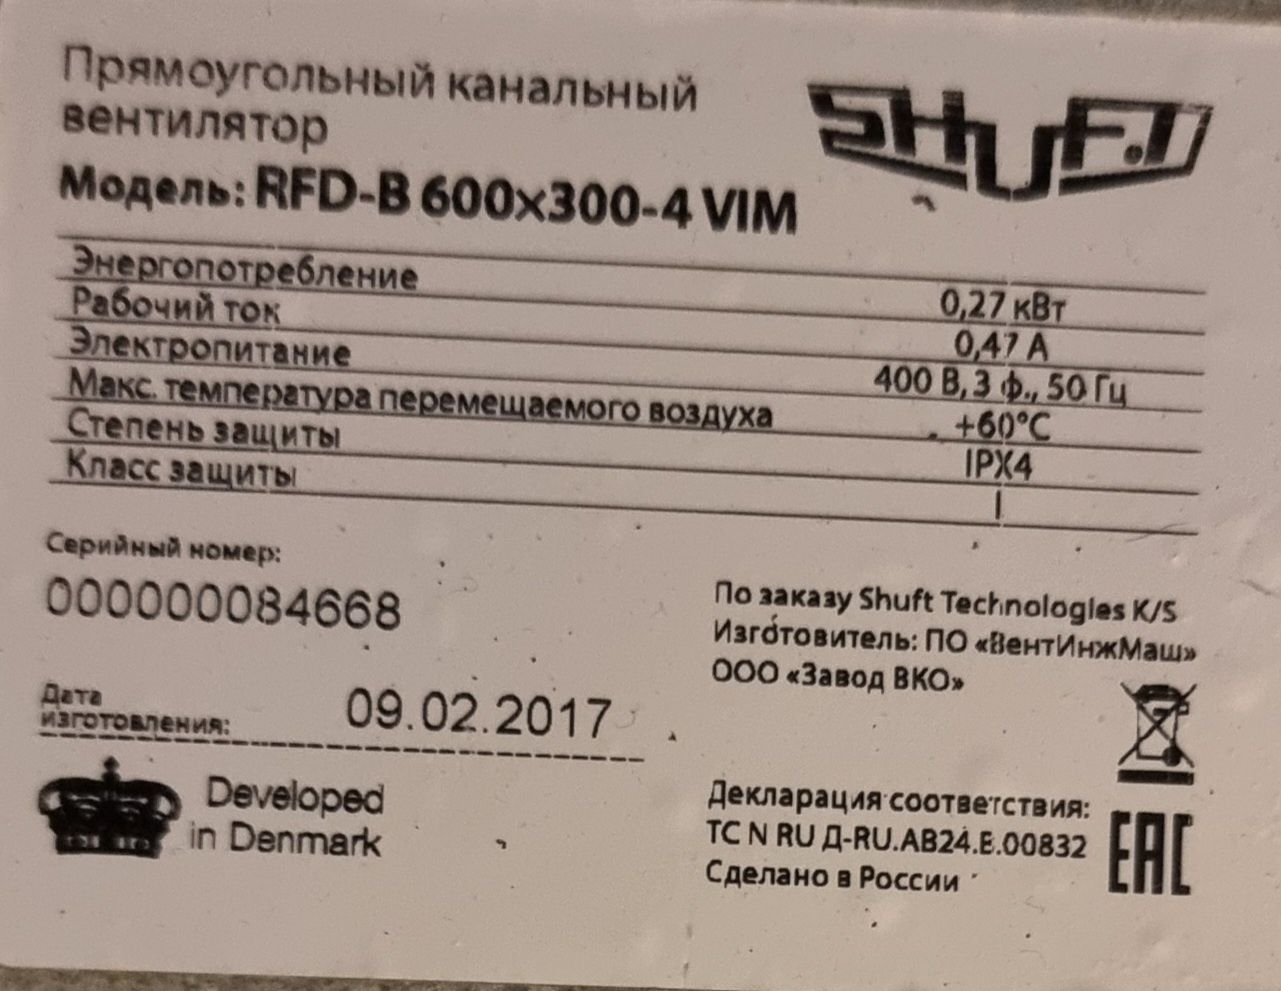 Прямоугольный канальный
вентилятор
SHUFT
Модель: RFD-B 600x300-4 VIM
Энергопотребление 0,27 кВт
Рабочий ток 0,47 А
Электропитание 400 В, 3 ф., 50 Гц
Макс. температура перемещаемого воздуха +60°C
Степень защиты IPX4
Класс защиты I
Серийный номер:
000000084668
Дата
изготовления: 09.02.2017
Developed
in Denmark
По заказу Shuft Technologies K/S
Изготовитель: ПО «ВентИнжМаш»
ООО «Завод ВКО»
Декларация соответствия:
ТС N RU Д-RU.АВ24.В.00832
Сделано в России
EAC